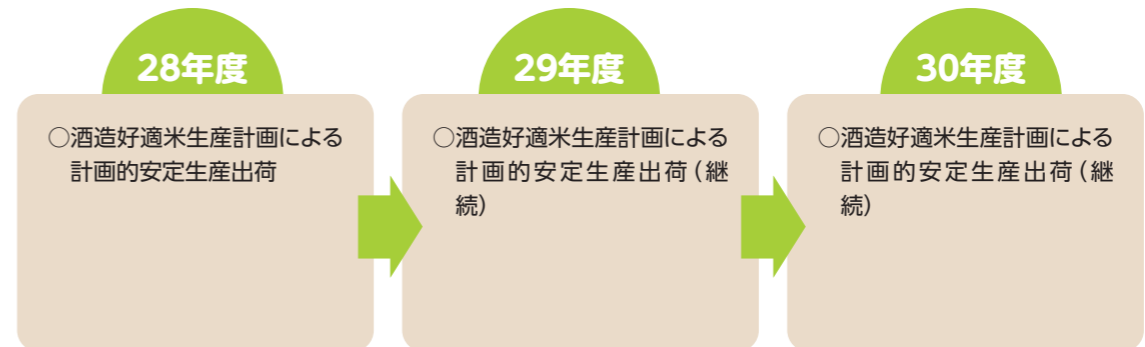 28年度
○酒造好適米生産計画による
計画的安定生産出荷
29年度
○酒造好適米生産計画による
計画的安定生産出荷(継
続)
30年度
○酒造好適米生産計画による
計画的安定生産出荷(継
続)